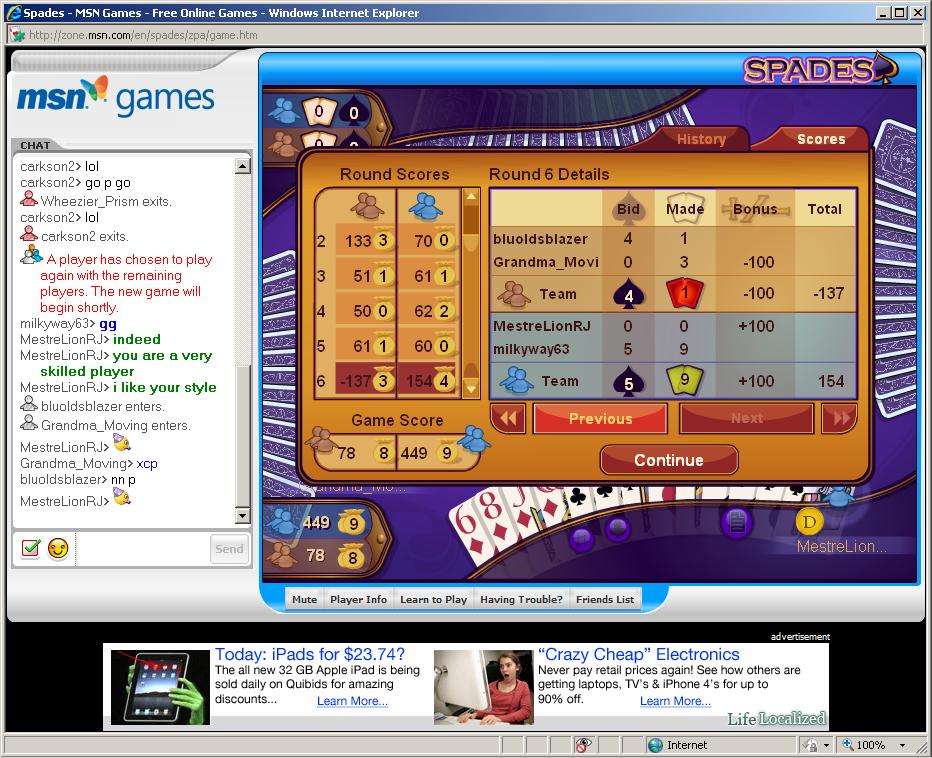 Spades - MSN Games - Free Online Games - Windows Internet Explorer
http://zone.msn.com/en/spades/zpa/game.htm
msn games
CHAT
carkson2> lol
carkson2> go p go
Wheezier_Prism exits.
carkson2> lol
carkson2 exits.
A player has chosen to play
again with the remaining
players. The new game will
begin shortly.
milkyway63> gg
MestreLionRJ> indeed
MestreLionRJ> you are a very
skilled player
MestreLionRJ> i like your style
bluoldsblazer enters.
Grandma_Moving enters.
MestreLionRJ>
Grandma_Moving> xcp
bluoldsblazer> nn p
MestreLionRJ>
Send
SPADES
0 0
0 0
History Scores
Round Scores
2 133 3 70 0
3 51 1 61 1
4 50 0 62 2
5 61 1 60 0
6 -137 3 154 4
Game Score
78 8 449 9
Round 6 Details
Bid Made Bonus Total
bluoldsblazer 4 1
Grandma_Movi 0 3 -100
Team 4 1 -100 -137
MestreLionRJ 0 0 +100
milkyway63 5 9
Team 5 9 +100 154
Previous Next
Continue
Grandma_Mo...
6 8 J
449 9
78 8
D
MestreLion...
Mute Player Info Learn to Play Having Trouble? Friends List
advertisement
Today: iPads for $23.74?
The all new 32 GB Apple iPad is being
sold daily on Quibids for amazing
discounts... Learn More...
“Crazy Cheap” Electronics
Never pay retail prices again! See how others are
getting laptops, TV's & iPhone 4's for up to
90% off. Learn More...
Life Localized
Internet 100%